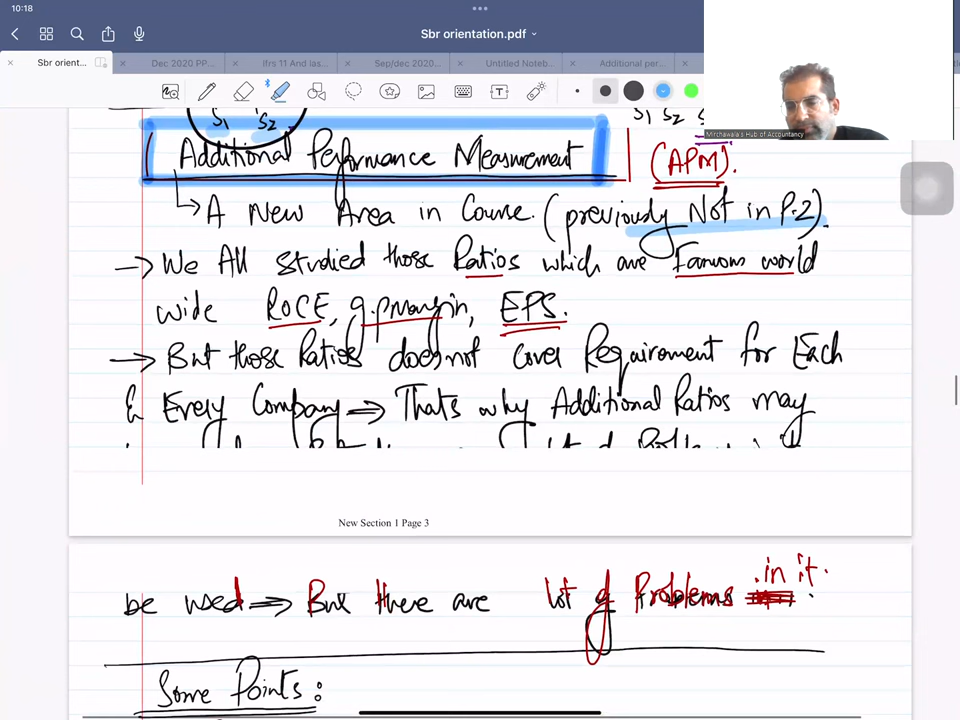 10:18
Sbr orientation.pdf
Sbr orient...
Dec 2020 PP...
Ifrs 11 And Ias...
Sep/dec 2020...
Untitled Noteb...
Additional per...
Mirchawala's Hub of Accountancy
S1 S2
S1 S2
Additional Performance Measurement (APM).
A New Area in Course. (previously Not in P.2).
→ We All studied those Ratios which are Famous world
wide ROCE, g.p margin, EPS.
→ But those Ratios does not cover Requirement for Each
& Every Company ⇒ Thats why Additional Ratios may
New Section 1 Page 3
be used ⇒ But there are lot of Problems in it.
Some Points: